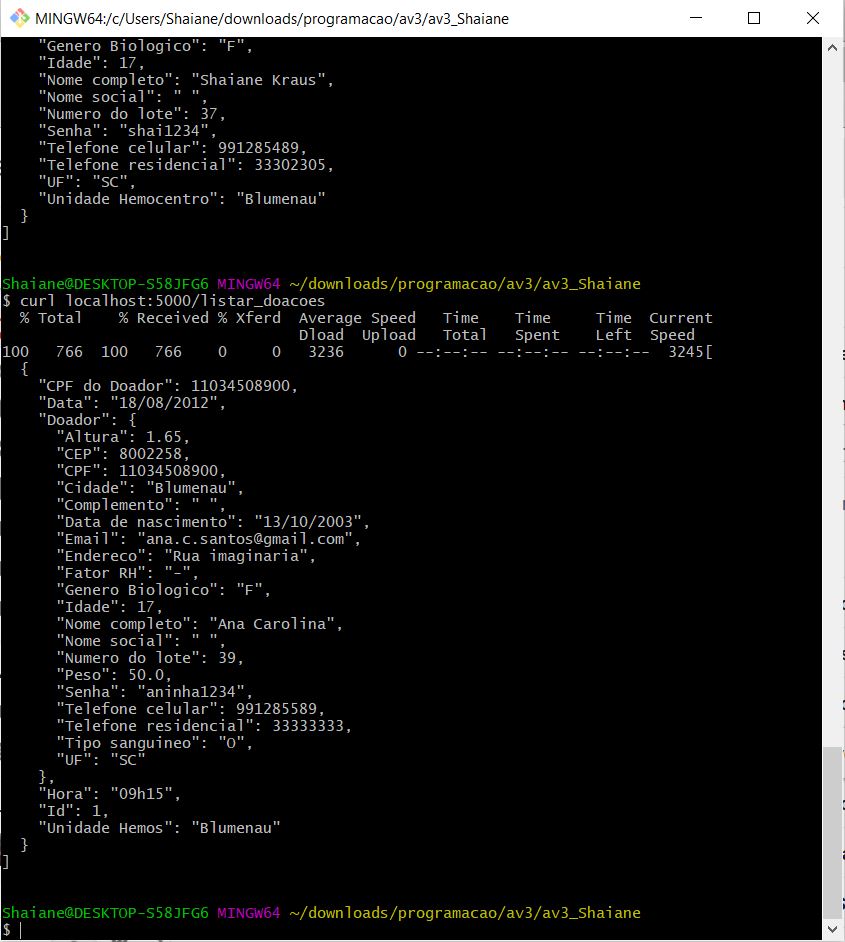 MINGW64:/c/Users/Shaiane/downloads/programacao/av3/av3_Shaiane
    "Genero Biologico": "F",
    "Idade": 17,
    "Nome completo": "Shaiane Kraus",
    "Nome social": " ",
    "Numero do lote": 37,
    "Senha": "shai1234",
    "Telefone celular": 991285489,
    "Telefone residencial": 33302305,
    "UF": "SC",
    "Unidade Hemocentro": "Blumenau"
  }
]
Shaiane@DESKTOP-S58JFG6 MINGW64 ~/downloads/programacao/av3/av3_Shaiane
$ curl localhost:5000/listar_doacoes
  % Total    % Received % Xferd  Average Speed   Time    Time     Time  Current
                                 Dload  Upload   Total   Spent    Left  Speed
100   766  100   766    0     0   3236      0 --:--:-- --:--:-- --:--:--  3245[
  {
    "CPF do Doador": 11034508900,
    "Data": "18/08/2012",
    "Doador": {
      "Altura": 1.65,
      "CEP": 8002258,
      "CPF": 11034508900,
      "Cidade": "Blumenau",
      "Complemento": " ",
      "Data de nascimento": "13/10/2003",
      "Email": "ana.c.santos@gmail.com",
      "Endereco": "Rua imaginaria",
      "Fator RH": "-",
      "Genero Biologico": "F",
      "Idade": 17,
      "Nome completo": "Ana Carolina",
      "Nome social": " ",
      "Numero do lote": 39,
      "Peso": 50.0,
      "Senha": "aninha1234",
      "Telefone celular": 991285589,
      "Telefone residencial": 33333333,
      "Tipo sanguineo": "O",
      "UF": "SC"
    },
    "Hora": "09h15",
    "Id": 1,
    "Unidade Hemos": "Blumenau"
  }
]
Shaiane@DESKTOP-S58JFG6 MINGW64 ~/downloads/programacao/av3/av3_Shaiane
$